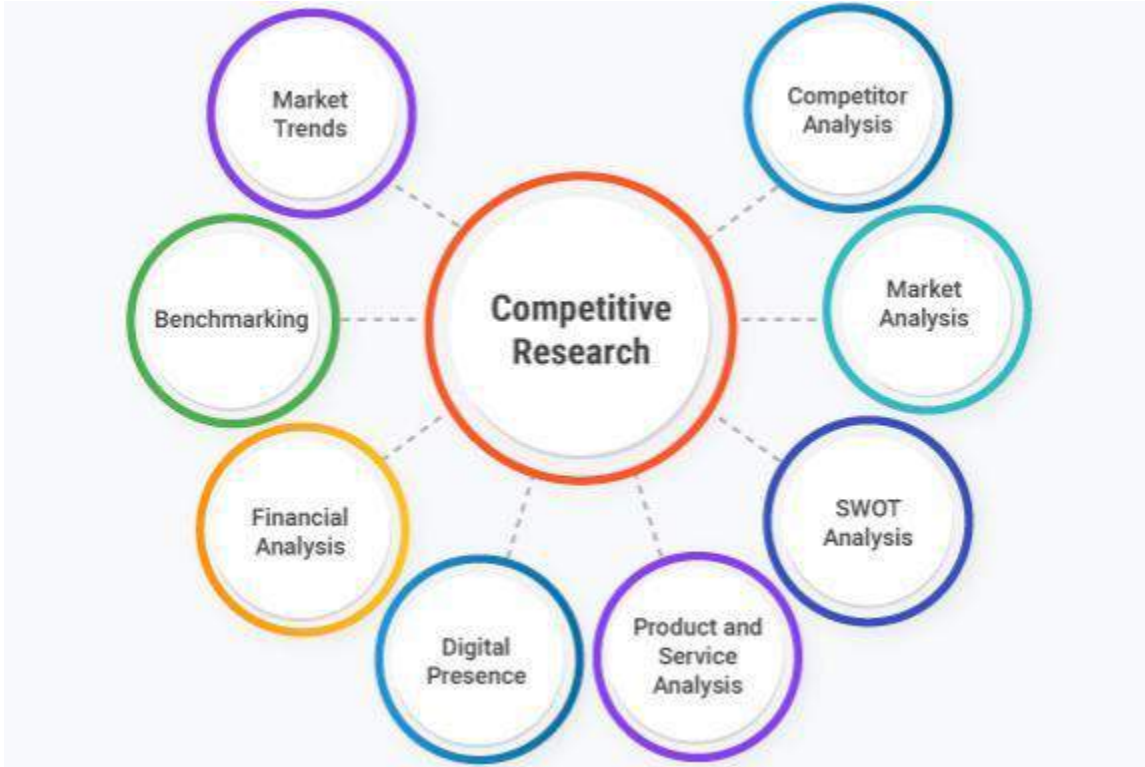 Market
Trends
Competitor
Analysis
Benchmarking
Competitive
Research
Market
Analysis
Financial
Analysis
SWOT
Analysis
Digital
Presence
Product and
Service
Analysis